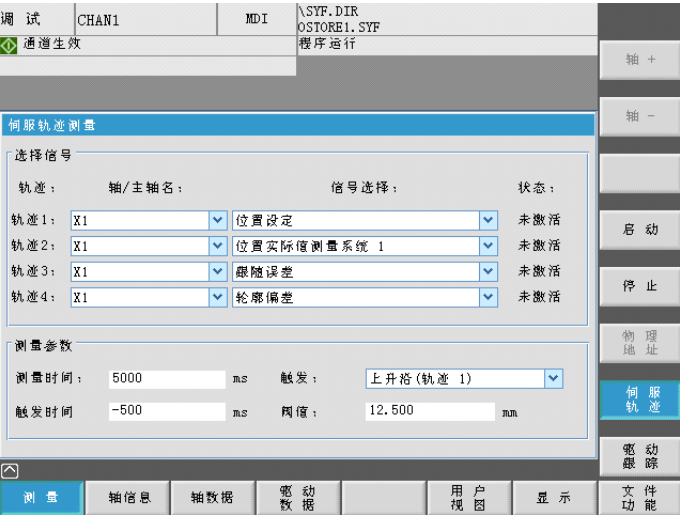 调 试 CHAN1 MDI \SYF.DIR
OSTORE1.SYF
通道生效 程序运行
轴 +
轴 -
伺服轨迹测量
选择信号
轨迹： 轴/主轴名： 信号选择： 状态：
轨迹1： X1 位置设定 未激活
轨迹2： X1 位置实际值测量系统 1 未激活
轨迹3： X1 跟随误差 未激活
轨迹4： X1 轮廓偏差 未激活
启 动
停 止
物 理
地 址
测量参数
测量时间： 5000 ms 触发： 上升沿(轨迹 1)
触发时间 -500 ms 阀值： 12.500 mm
伺 服
轨 迹
驱 动
跟 踪
测 量 轴信息 轴数据 驱 动
数 据 用 户
视 图 显 示 文 件
功 能